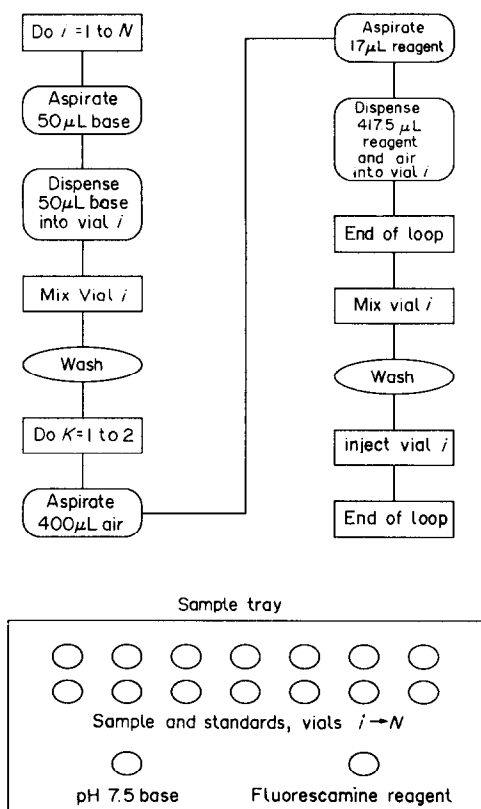 Do i = 1 to N
Aspirate
50μL base
Dispense
50μL base
into vial i
Mix Vial i
Wash
Do K = 1 to 2
Aspirate
400μL air
Aspirate
17μL reagent
Dispense
417.5 μL
reagent
and air
into vial i
End of loop
Mix vial i
Wash
inject vial i
End of loop
Sample tray
Sample and standards, vials i → N
pH 7.5 base
Fluorescamine reagent